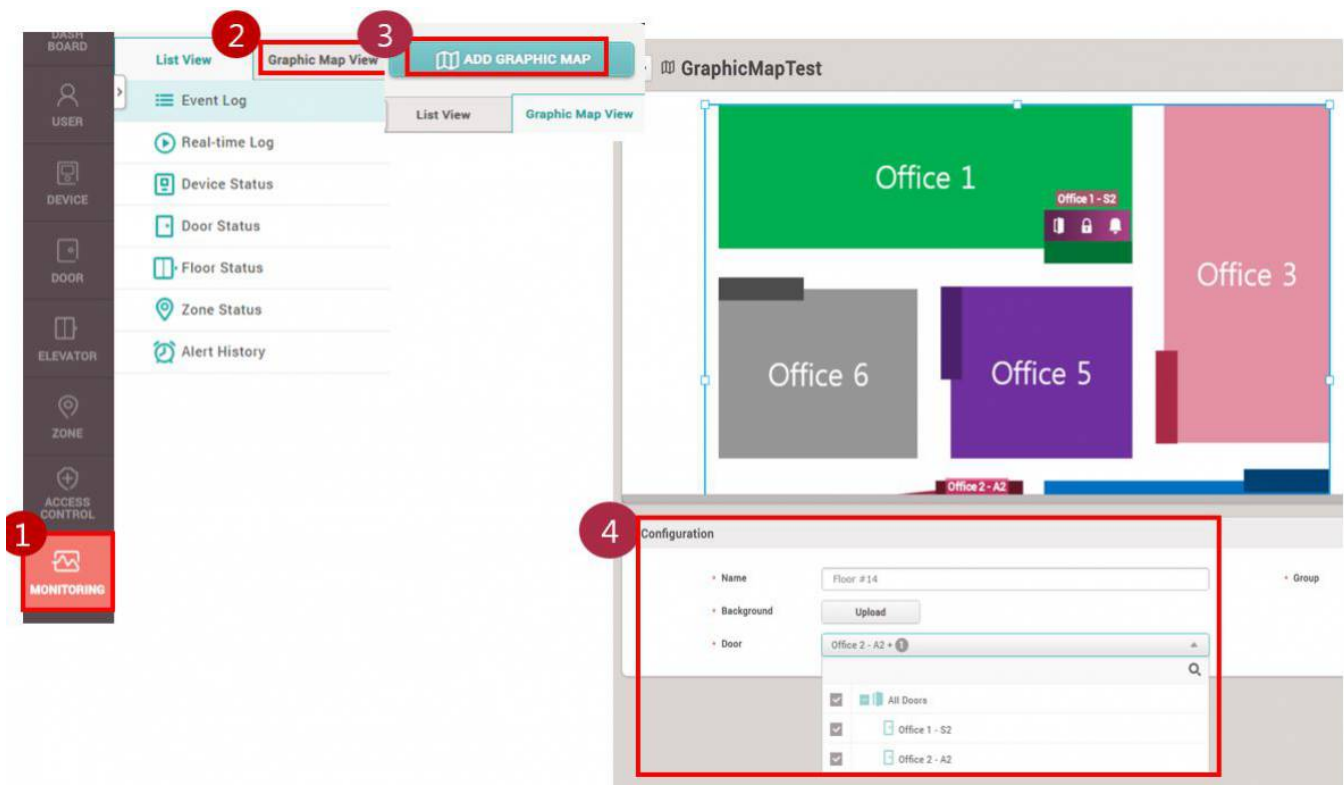 DASH
BOARD
USER
DEVICE
DOOR
ELEVATOR
ZONE
ACCESS
CONTROL
1
MONITORING
2
List View
Graphic Map View
Event Log
Real-time Log
Device Status
Door Status
Floor Status
Zone Status
Alert History
3
ADD GRAPHIC MAP
List View
Graphic Map View
GraphicMapTest
Office 1
Office 1 - S2
Office 3
Office 6
Office 5
Office 2 - A2
4
Configuration
• Name
Floor #14
• Group
• Background
Upload
• Door
Office 2 - A2 + 1
All Doors
Office 1 - S2
Office 2 - A2